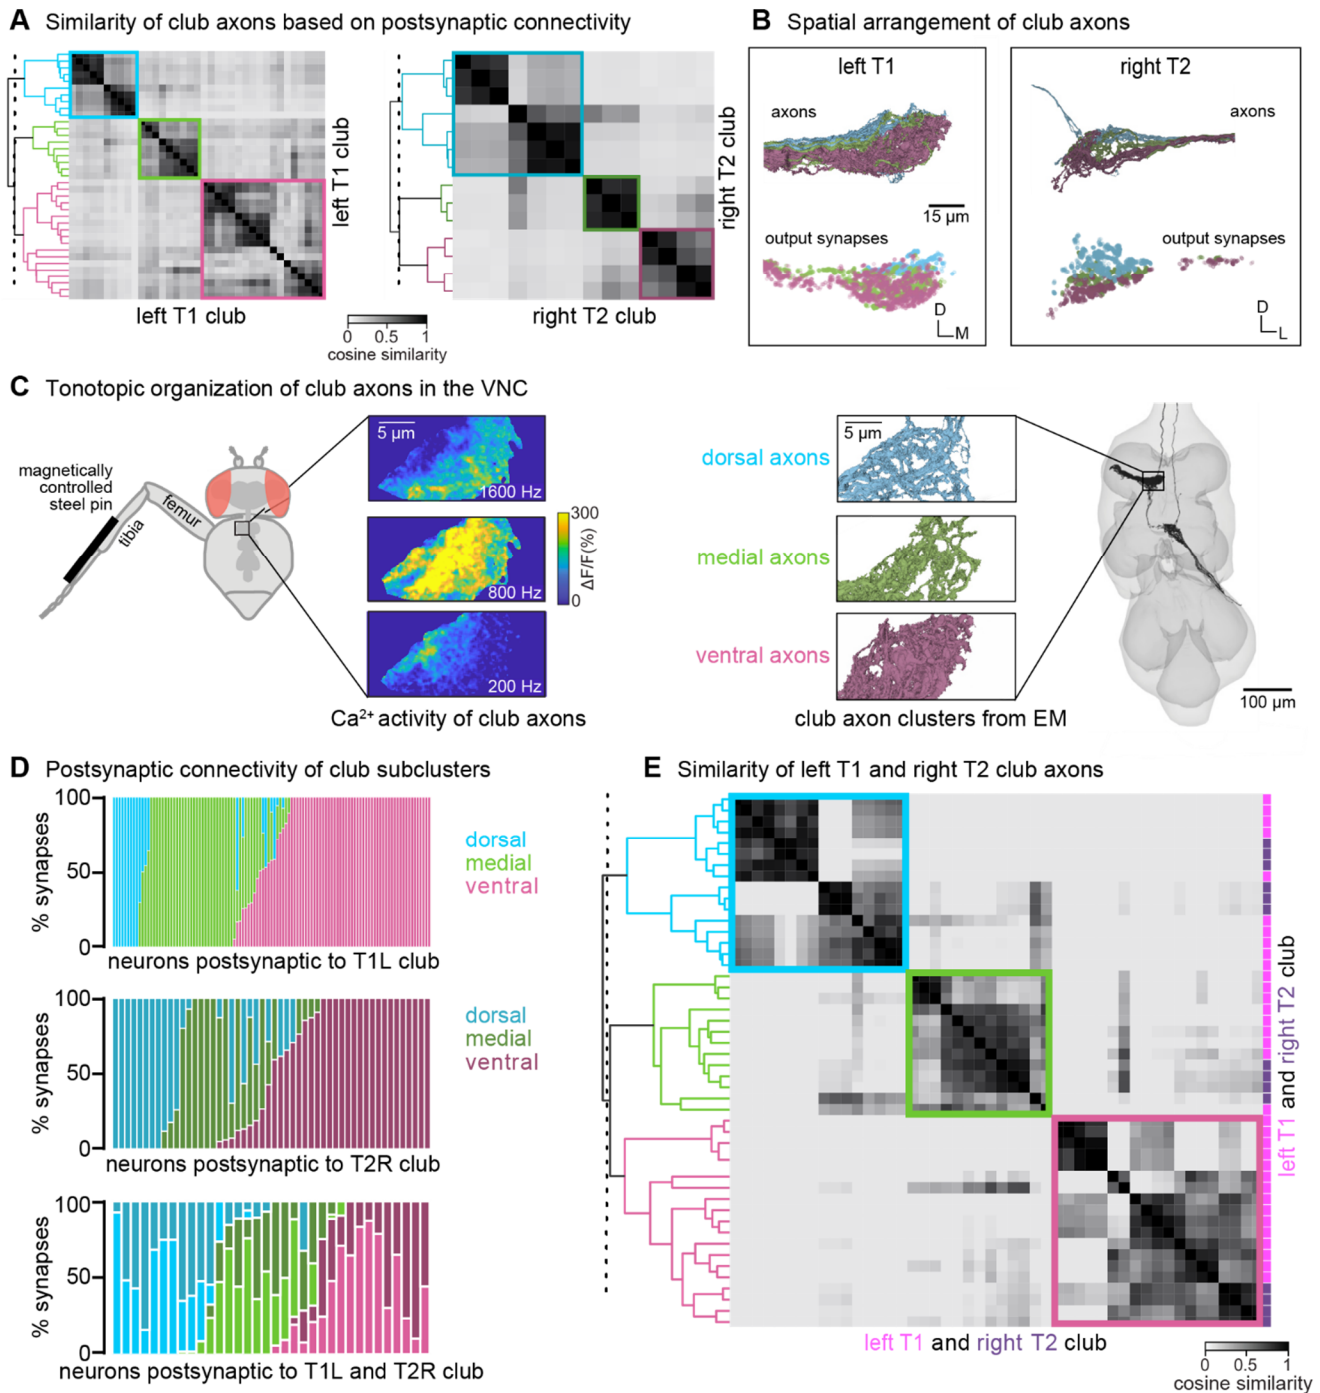 A Similarity of club axons based on postsynaptic connectivity
left T1 club
left T1 club
right T2 club
right T2 club
0 0.5 1
cosine similarity
B Spatial arrangement of club axons
left T1
axons
15 µm
output synapses
D
M
right T2
axons
output synapses
D
L
C Tonotopic organization of club axons in the VNC
magnetically
controlled
steel pin
tibia
femur
5 µm
1600 Hz
800 Hz
200 Hz
300
0
ΔF/F(%)
Ca²⁺ activity of club axons
dorsal axons
medial axons
ventral axons
5 µm
club axon clusters from EM
100 µm
D Postsynaptic connectivity of club subclusters
100
50
0
% synapses
neurons postsynaptic to T1L club
dorsal
medial
ventral
100
50
0
% synapses
neurons postsynaptic to T2R club
dorsal
medial
ventral
100
50
0
% synapses
neurons postsynaptic to T1L and T2R club
E Similarity of left T1 and right T2 club axons
left T1 and right T2 club
left T1 and right T2 club
0 0.5 1
cosine similarity